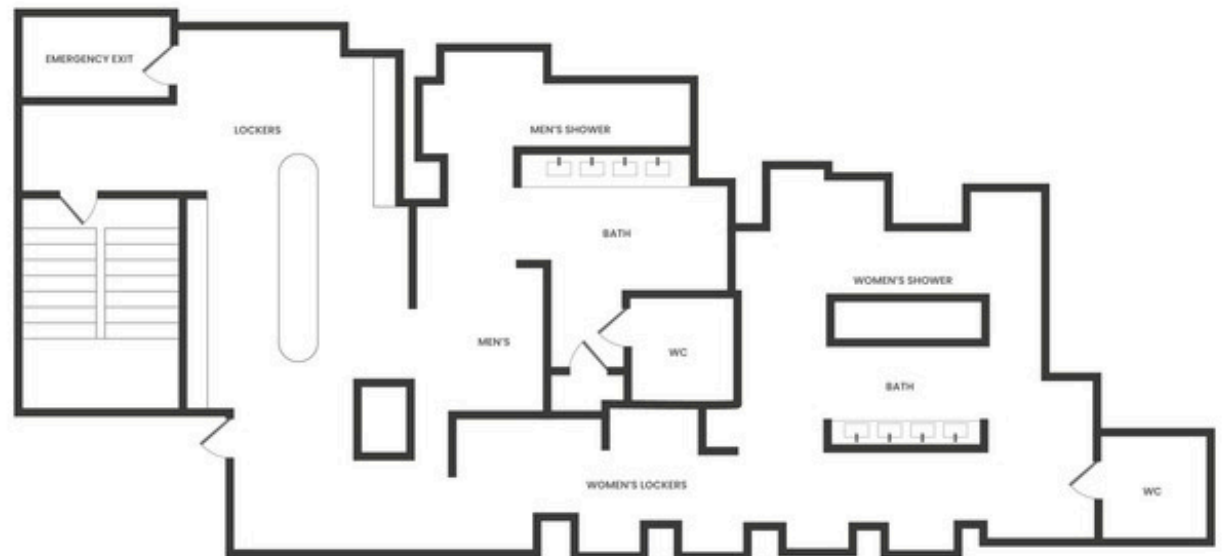 EMERGENCY EXIT
LOCKERS
MEN'S SHOWER
BATH
WOMEN'S SHOWER
MEN'S
WC
BATH
WOMEN'S LOCKERS
WC